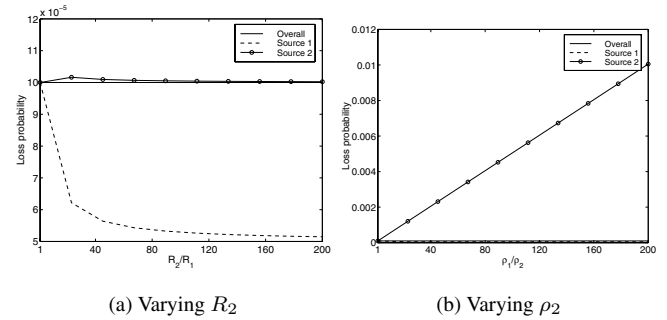 12 x 10⁻⁵
11
10
9
8
7
6
5
1 40 80 120 160 200
Loss probability
R₂/R₁
Overall
Source 1
Source 2
(a) Varying R₂
0.012
0.01
0.008
0.006
0.004
0.002
0
1 40 80 120 160 200
Loss probability
ρ₁/ρ₂
Overall
Source 1
Source 2
(b) Varying ρ₂